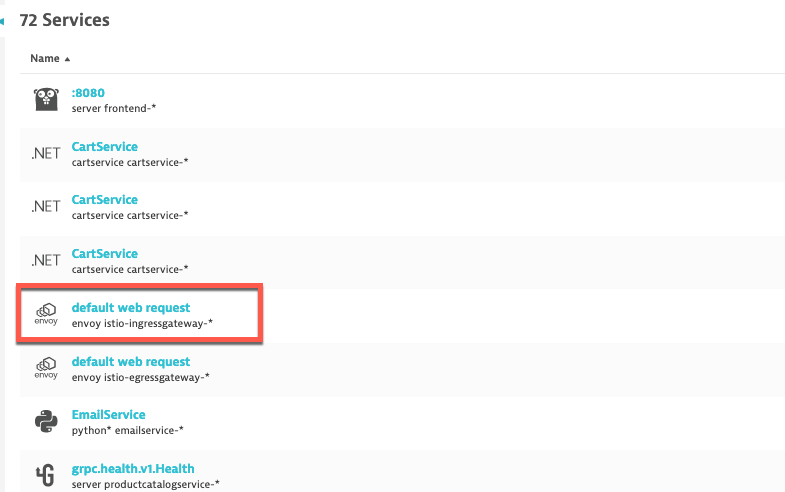 72 Services
Name ▲
:8080
server frontend-*
.NET
CartService
cartservice cartservice-*
.NET
CartService
cartservice cartservice-*
.NET
CartService
cartservice cartservice-*
envoy
default web request
envoy istio-ingressgateway-*
envoy
default web request
envoy istio-egressgateway-*
EmailService
python* emailservice-*
G
grpc.health.v1.Health
server productcatalogservice-*